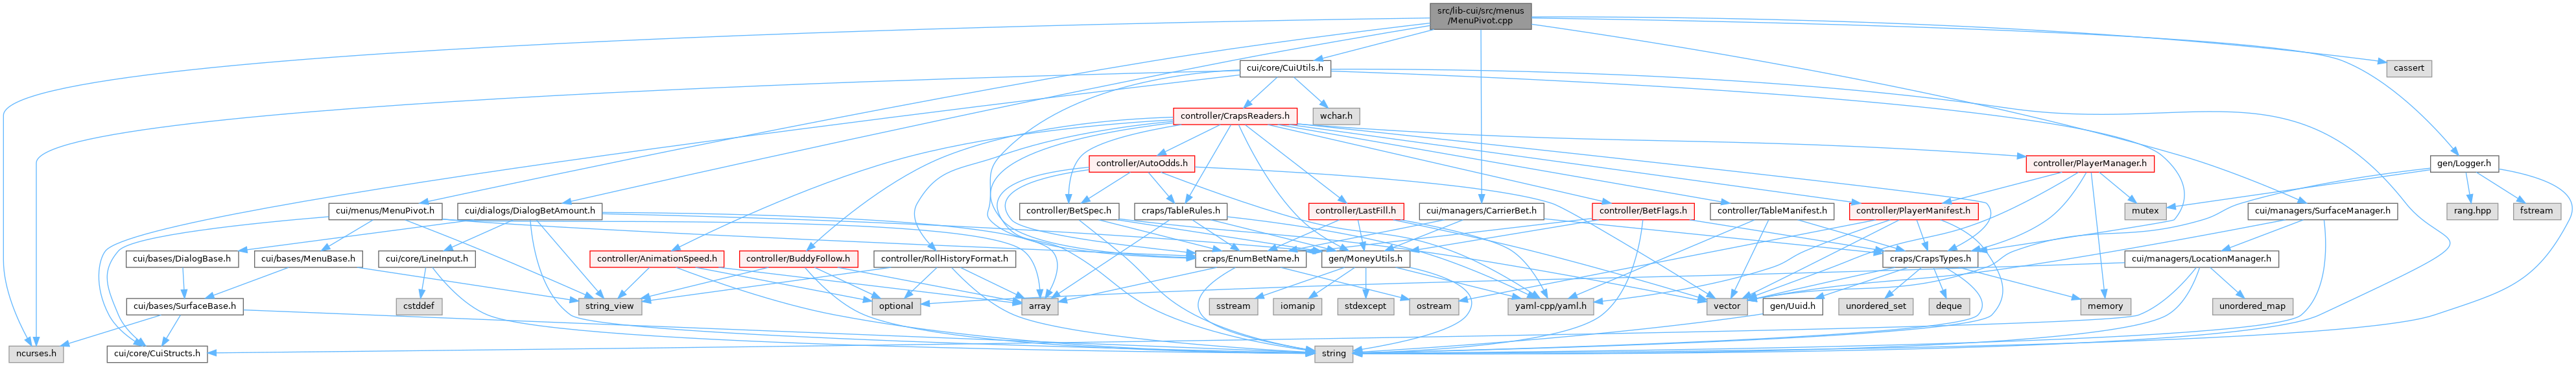 src/lib-cui/src/menus
/MenuPivot.cpp
cui/core/CuiUtils.h
cassert
controller/CrapsReaders.h
wchar.h
controller/AutoOdds.h
controller/PlayerManager.h
gen/Logger.h
cui/menus/MenuPivot.h
cui/dialogs/DialogBetAmount.h
controller/BetSpec.h
craps/TableRules.h
controller/LastFill.h
cui/managers/CarrierBet.h
controller/BetFlags.h
controller/TableManifest.h
controller/PlayerManifest.h
mutex
cui/managers/SurfaceManager.h
rang.hpp
fstream
cui/bases/DialogBase.h
cui/bases/MenuBase.h
cui/core/LineInput.h
controller/AnimationSpeed.h
controller/BuddyFollow.h
controller/RollHistoryFormat.h
craps/EnumBetName.h
gen/MoneyUtils.h
craps/CrapsTypes.h
cui/managers/LocationManager.h
cui/bases/SurfaceBase.h
cstddef
string_view
optional
array
sstream
iomanip
stdexcept
ostream
yaml-cpp/yaml.h
vector
gen/Uuid.h
unordered_set
deque
memory
unordered_map
ncurses.h
cui/core/CuiStructs.h
string